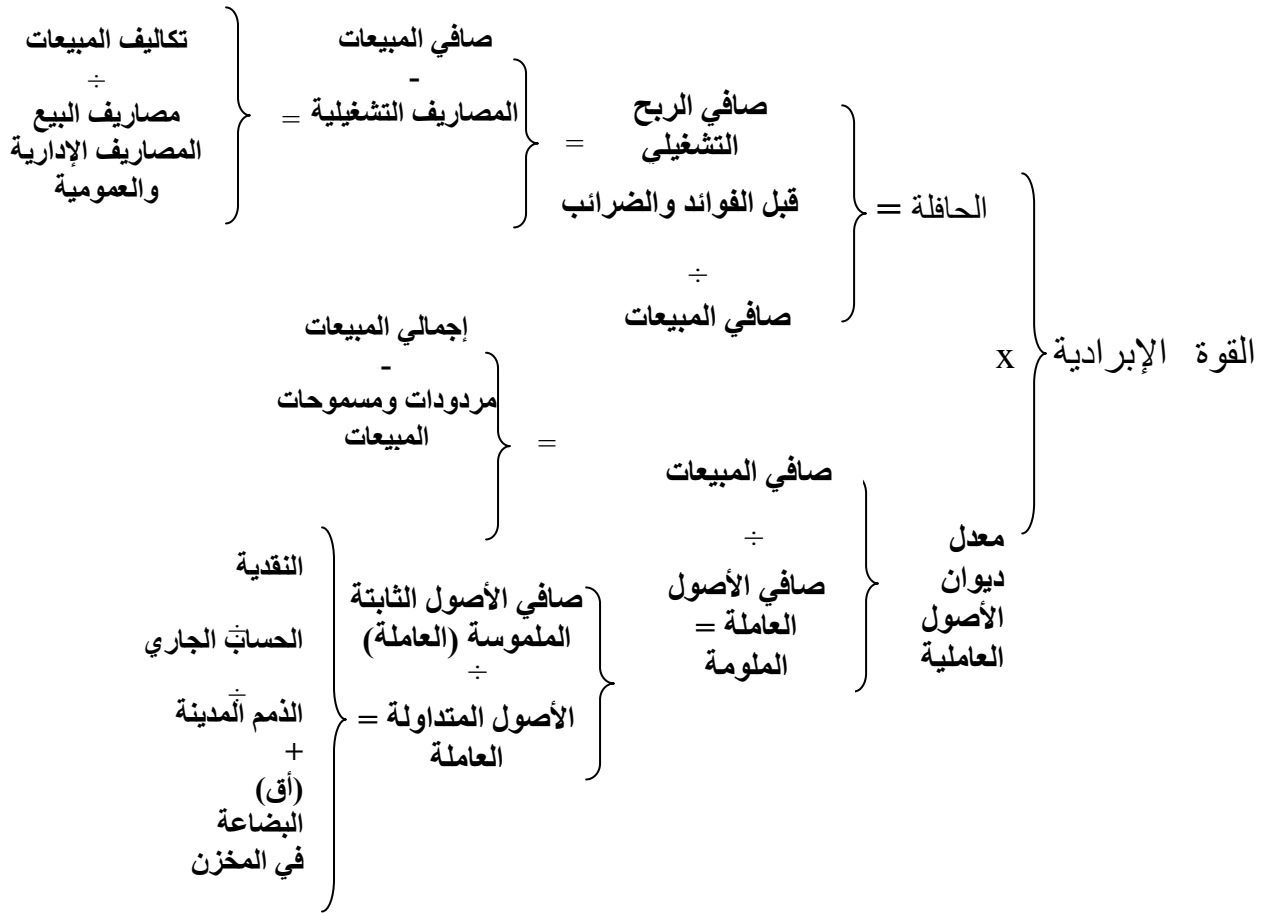 القوة الإبرادية
x
الحافلة =
صافي الربح
التشغيلي
قبل الفوائد والضرائب
÷
صافي المبيعات
=
صافي المبيعات
-
المصاريف التشغيلية
=
تكاليف المبيعات
÷
مصاريف البيع
المصاريف الإدارية
والعمومية
معدل
ديوان
الأصول
العاملية
صافي المبيعات
÷
صافي الأصول
العاملة =
الملومة
=
إجمالي المبيعات
-
مردودات ومسموحات
المبيعات
صافي الأصول الثابتة
الملموسة (العاملة)
÷
الأصول المتداولة =
العاملة
النقدية
÷
الحساب الجاري
÷
الذمم المدينة
+
(أق)
البضاعة
في المخزن